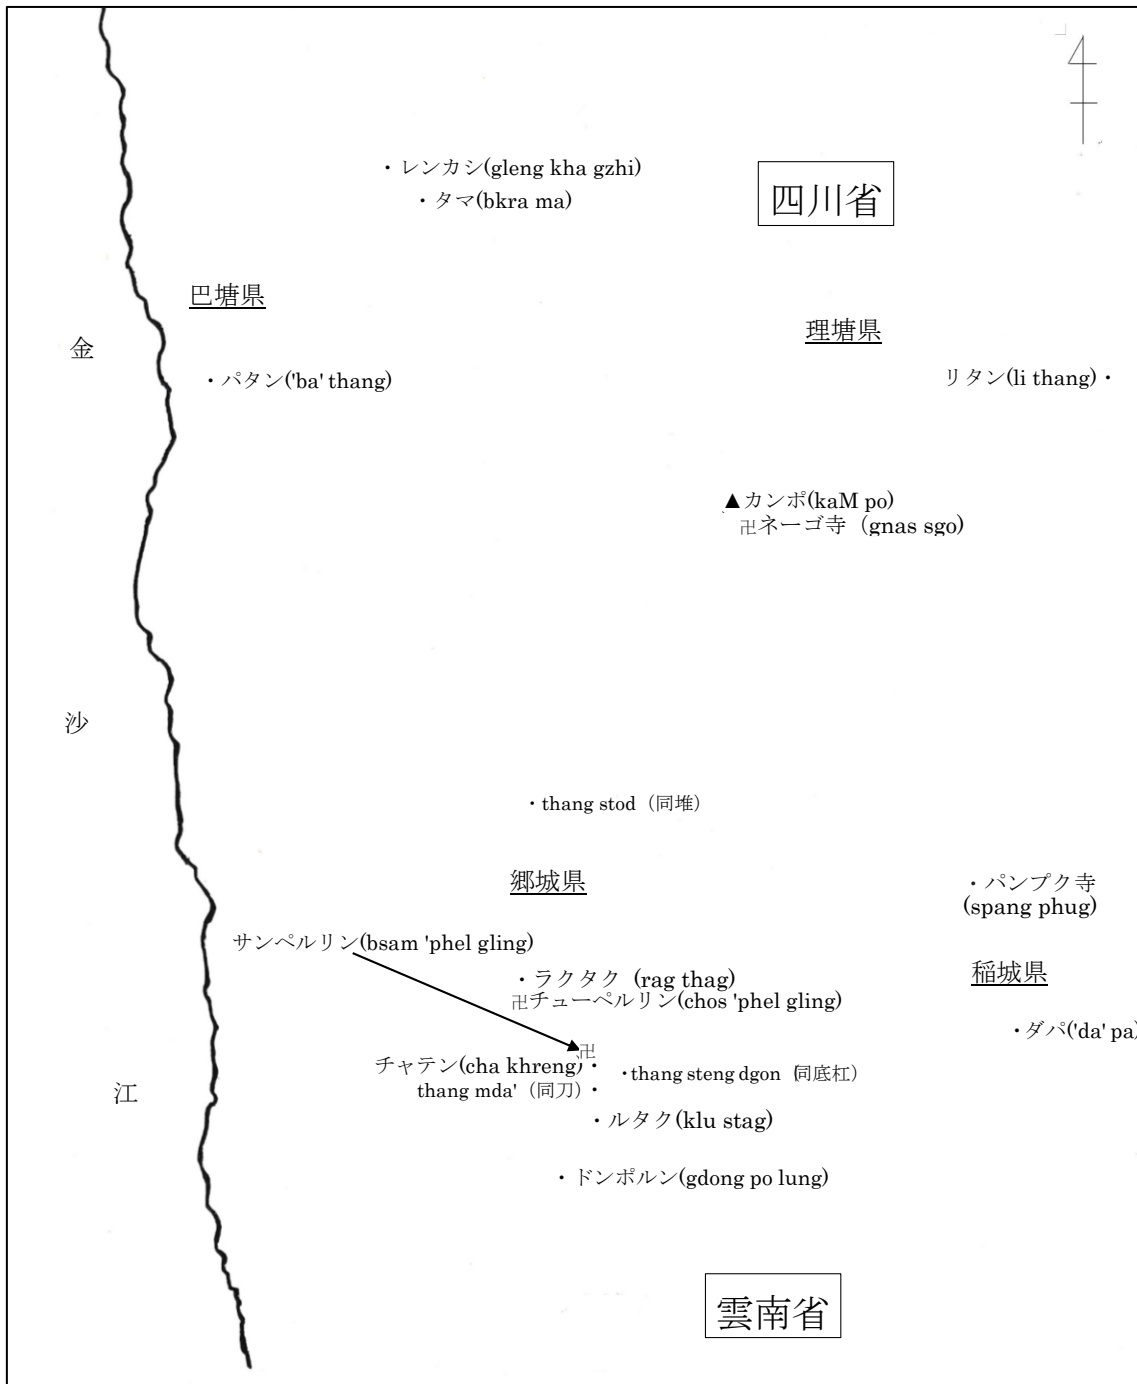 ・レンカシ(gleng kha gzhi)
・タマ(bkra ma)
四川省
巴塘県
理塘県
金
・パタン('ba' thang)
リタン(li thang)・
▲カンポ(kaM po)
卍ネーゴ寺（gnas sgo)
沙
・thang stod（同堆）
郷城県
・パンプク寺
(spang phug)
サンペルリン(bsam 'phel gling)
・ラクタク (rag thag)
稲城県
卍チューペルリン(chos 'phel gling)
・ダパ('da' pa)
卍
チャテン(cha khreng)・
・thang steng dgon（同底杠）
江
thang mda'（同刀）・
・ルタク(klu stag)
・ドンポルン(gdong po lung)
雲南省